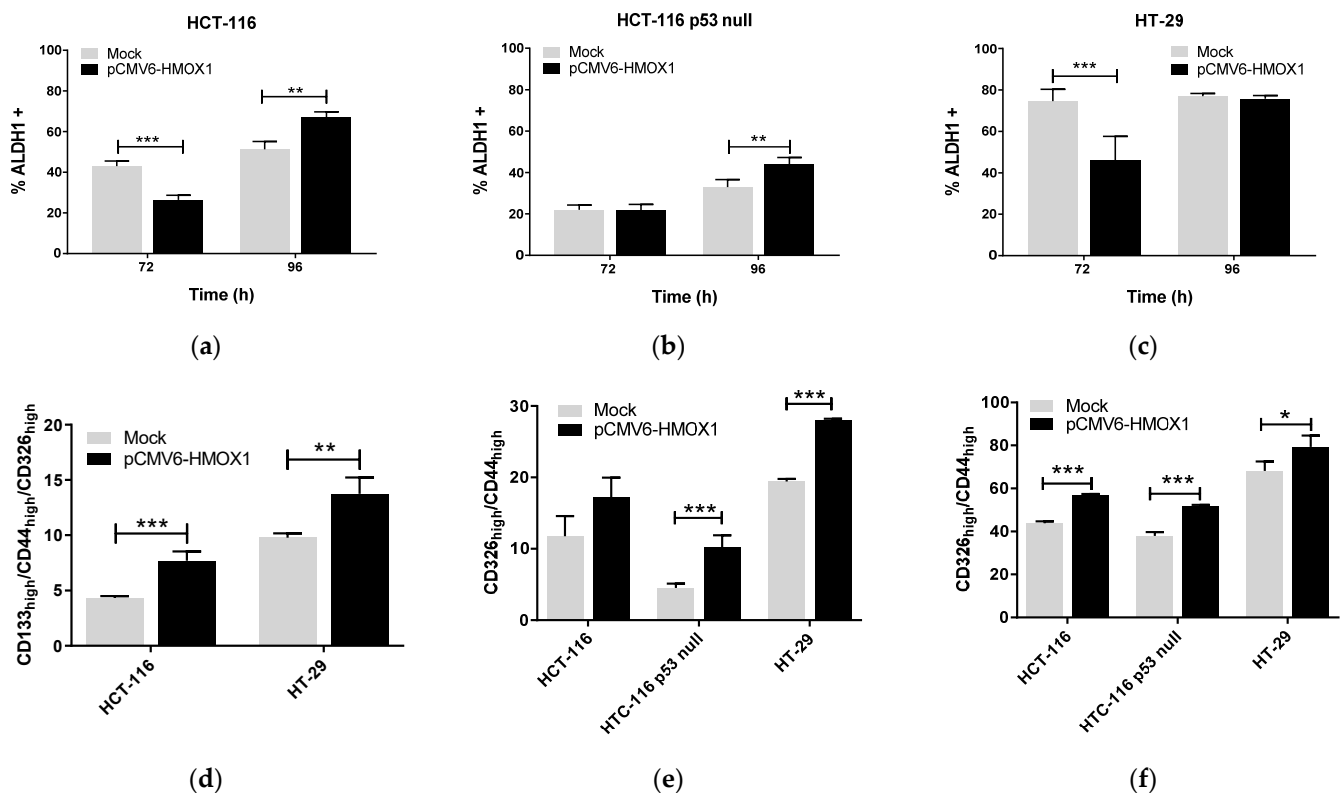 HCT-116
Mock
pCMV6-HMOX1
% ALDH1 +
100
80
60
40
20
0
***
**
72
96
Time (h)
(a)
HCT-116 p53 null
Mock
pCMV6-HMOX1
% ALDH1 +
100
80
60
40
20
0
**
72
96
Time (h)
(b)
HT-29
Mock
pCMV6-HMOX1
% ALDH1 +
100
80
60
40
20
0
***
72
96
Time (h)
(c)
Mock
pCMV6-HMOX1
CD133high/CD44high/CD326high
20
15
10
5
0
***
**
HCT-116
HT-29
(d)
Mock
pCMV6-HMOX1
CD326high/CD44high
30
20
10
0
***
***
HCT-116
HTC-116 p53 null
HT-29
(e)
Mock
pCMV6-HMOX1
CD326high/CD44high
100
80
60
40
20
0
***
***
*
HCT-116
HTC-116 p53 null
HT-29
(f)